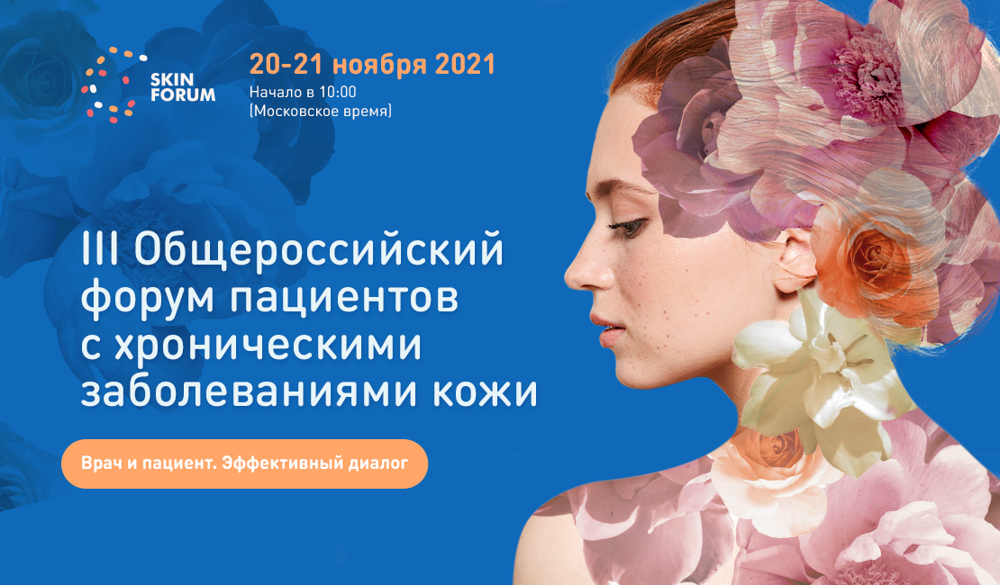 SKIN
FORUM
20-21 ноября 2021
Начало в 10:00
(Московское время)
III Общероссийский
форум пациентов
с хроническими
заболеваниями кожи
Врач и пациент. Эффективный диалог